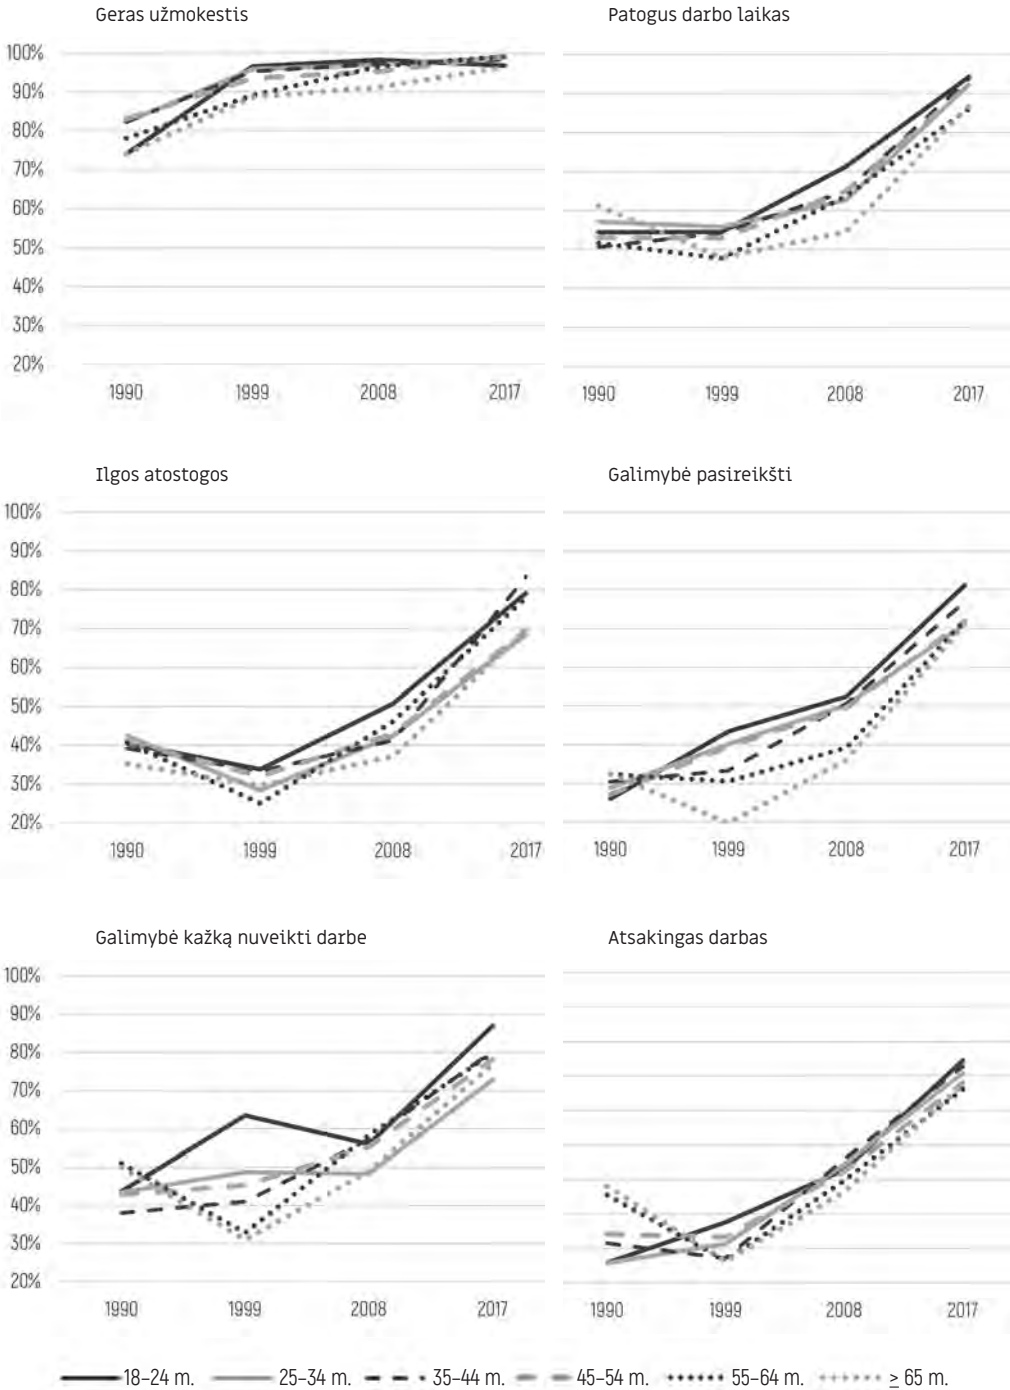 Geras užmokestis
Patogus darbo laikas
100%
90%
80%
70%
60%
50%
40%
30%
20%
1990 1999 2008 2017
1990 1999 2008 2017
Ilgos atostogos
Galimybė pasireikšti
100%
90%
80%
70%
60%
50%
40%
30%
20%
1990 1999 2008 2017
1990 1999 2008 2017
Galimybė kažką nuveikti darbe
Atsakingas darbas
100%
90%
80%
70%
60%
50%
40%
30%
20%
1990 1999 2008 2017
1990 1999 2008 2017
18–24 m. 25–34 m. 35–44 m. 45–54 m. 55–64 m. ≥ 65 m.